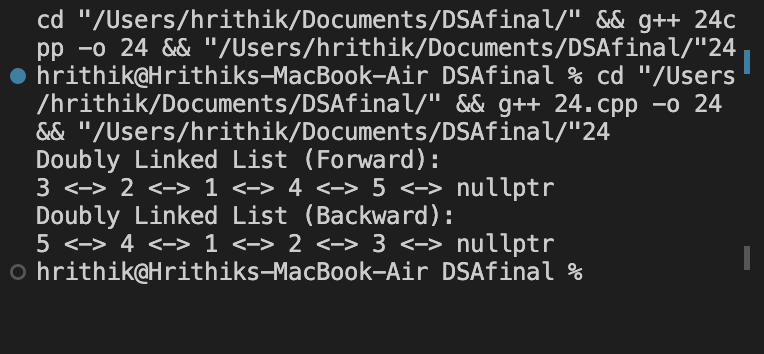 cd "/Users/hrithik/Documents/DSAfinal/" && g++ 24c
pp -o 24 && "/Users/hrithik/Documents/DSAfinal/"24
hrithik@Hrithiks-MacBook-Air DSAfinal % cd "/Users
/hrithik/Documents/DSAfinal/" && g++ 24.cpp -o 24
&& "/Users/hrithik/Documents/DSAfinal/"24
Doubly Linked List (Forward):
3 <-> 2 <-> 1 <-> 4 <-> 5 <-> nullptr
Doubly Linked List (Backward):
5 <-> 4 <-> 1 <-> 2 <-> 3 <-> nullptr
hrithik@Hrithiks-MacBook-Air DSAfinal %